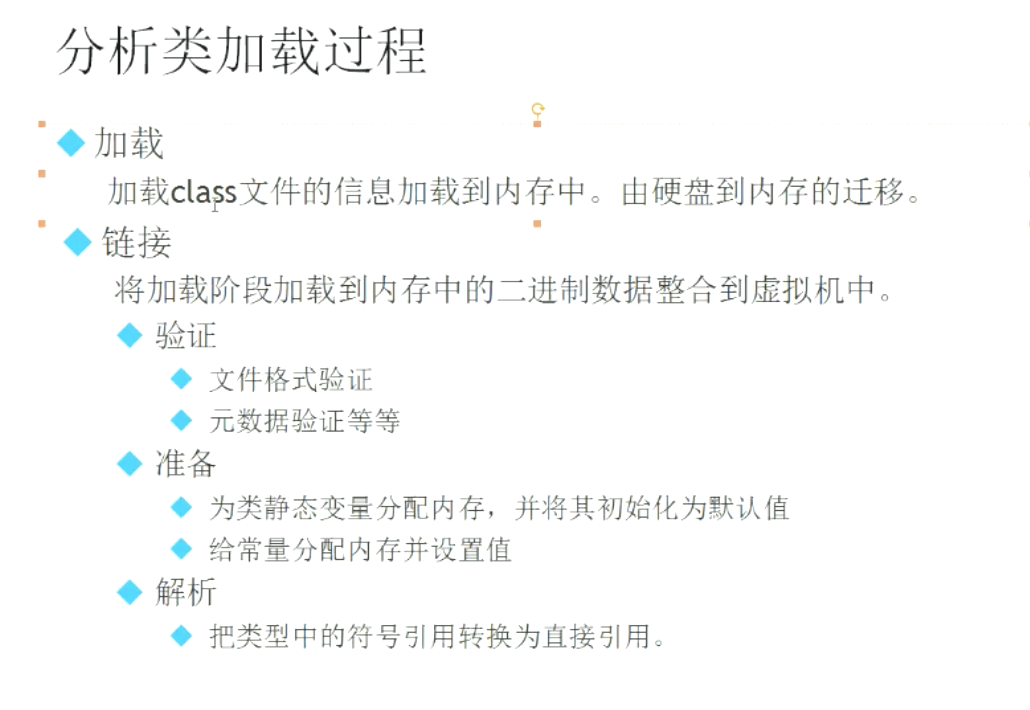 分析类加载过程
加载
加载class文件的信息加载到内存中。由硬盘到内存的迁移。
链接
将加载阶段加载到内存中的二进制数据整合到虚拟机中。
验证
文件格式验证
元数据验证等等
准备
为类静态变量分配内存，并将其初始化为默认值
给常量分配内存并设置值
解析
把类型中的符号引用转换为直接引用。